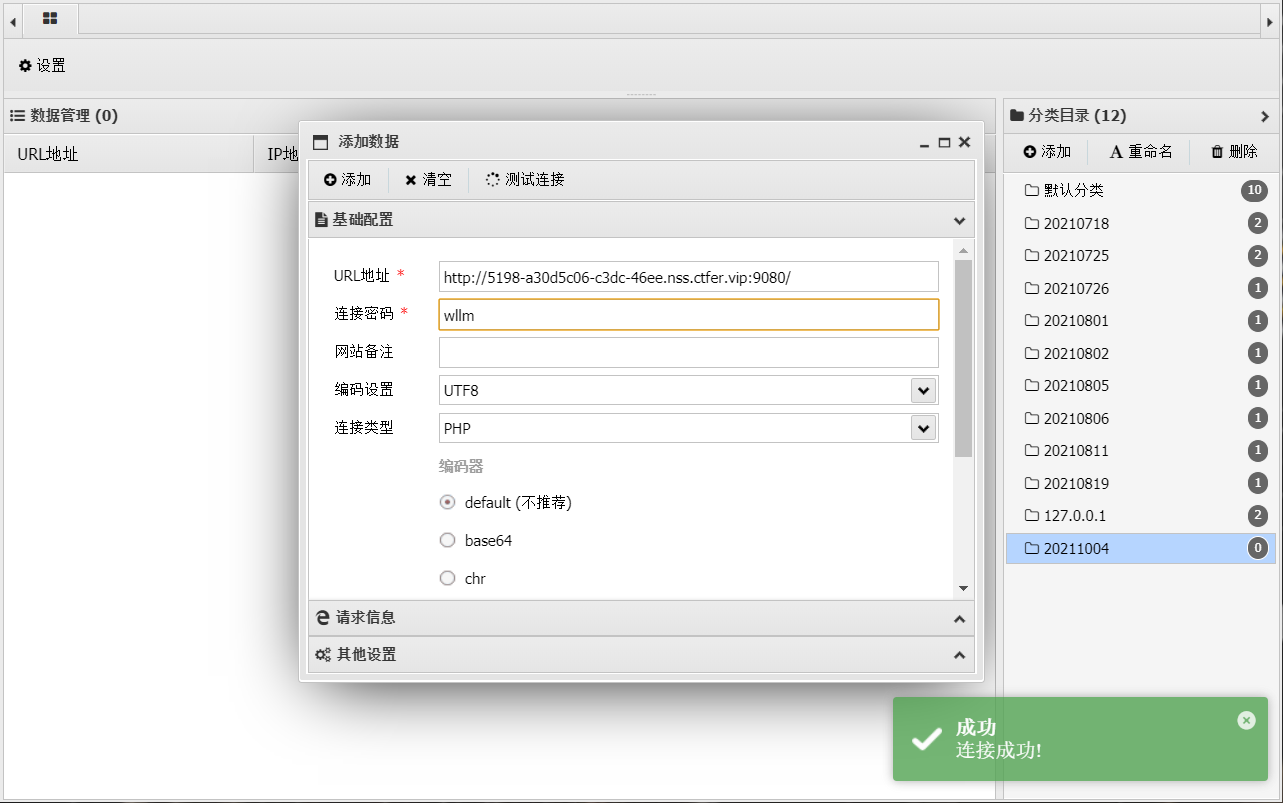 设置
数据管理 (0)
URL地址
IP地
添加数据
添加
清空
测试连接
基础配置
URL地址 *
http://5198-a30d5c06-c3dc-46ee.nss.ctfer.vip:9080/
连接密码 *
wllm
网站备注
编码设置
UTF8
连接类型
PHP
编码器
default (不推荐)
base64
chr
请求信息
其他设置
分类目录 (12)
添加
A 重命名
删除
默认分类 10
20210718 2
20210725 2
20210726 1
20210801 1
20210802 1
20210805 1
20210806 1
20210811 1
20210819 1
127.0.0.1 2
20211004 0
成功
连接成功!